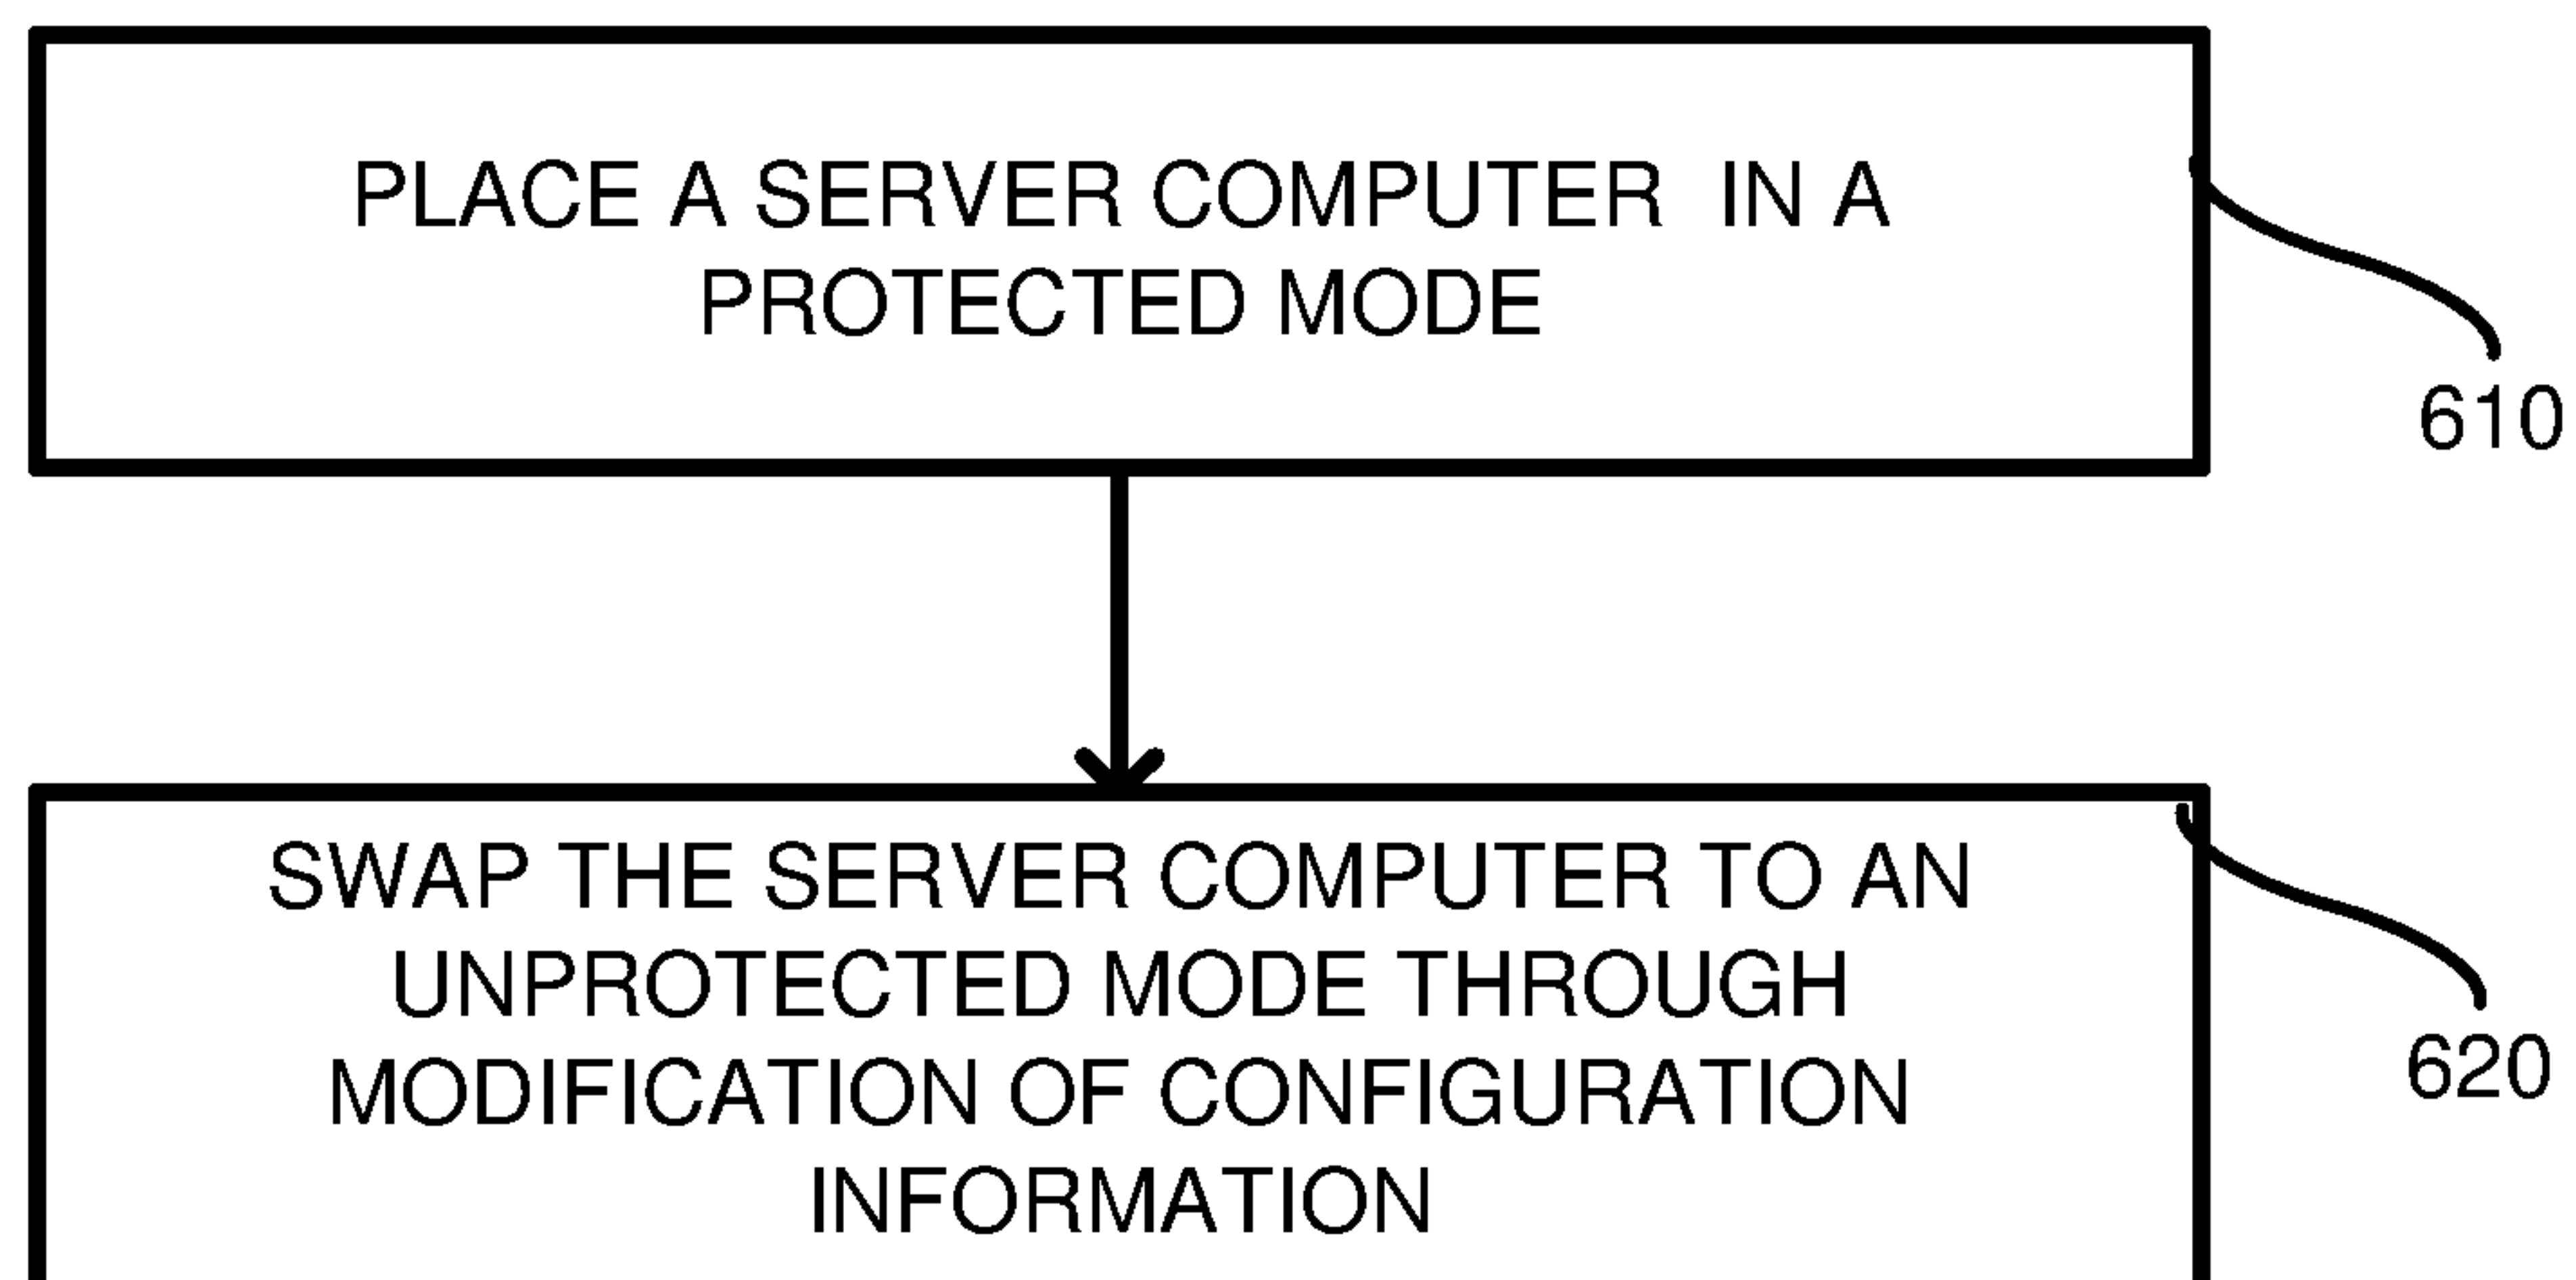 PLACE A SERVER COMPUTER IN A
PROTECTED MODE
610
SWAP THE SERVER COMPUTER TO AN
UNPROTECTED MODE THROUGH
MODIFICATION OF CONFIGURATION
INFORMATION
620